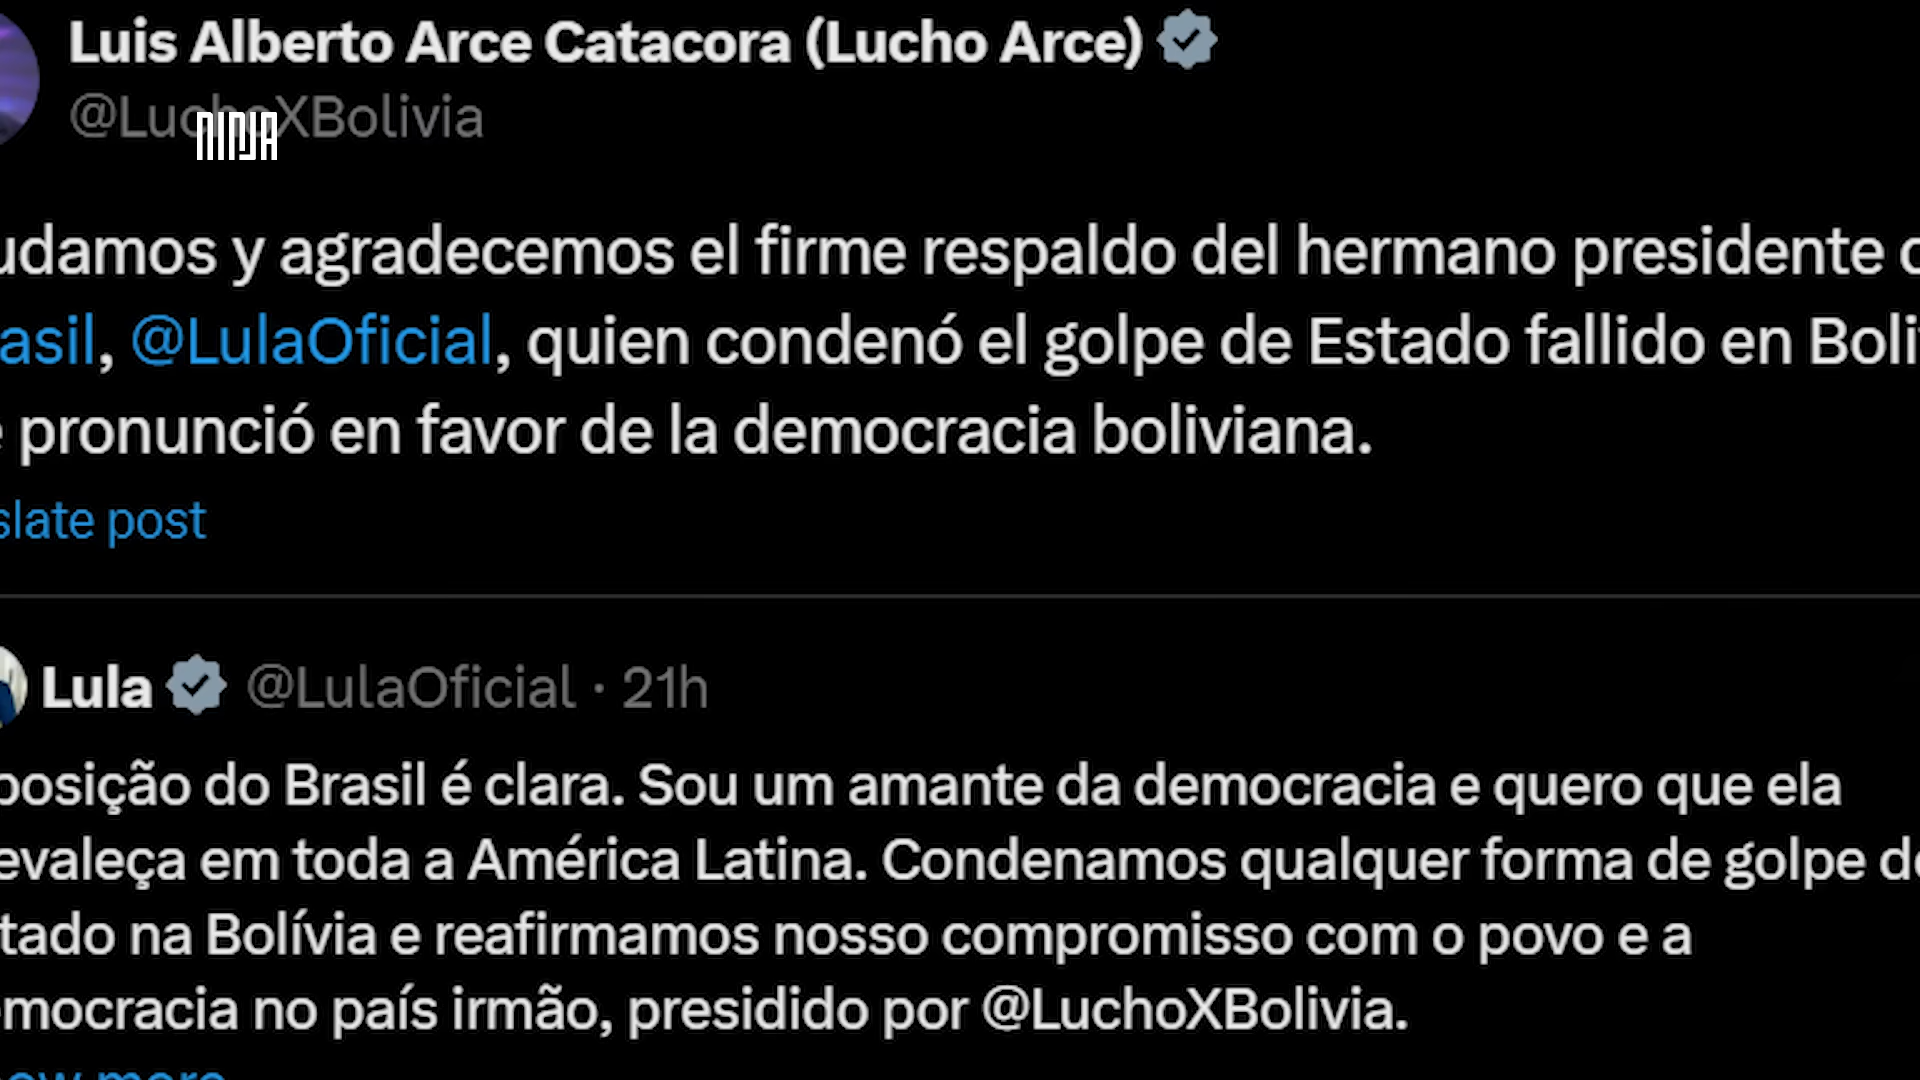 Luis Alberto Arce Catacora (Lucho Arce)
@LuchoXBolivia
NINJA
udamos y agradecemos el firme respaldo del hermano presidente
asil, @LulaOficial, quien condenó el golpe de Estado fallido en Boli
pronunció en favor de la democracia boliviana.
slate post
Lula @LulaOficial · 21h
posição do Brasil é clara. Sou um amante da democracia e quero que ela
evaleça em toda a América Latina. Condenamos qualquer forma de golpe de
tado na Bolívia e reafirmamos nosso compromisso com o povo e a
mocracia no país irmão, presidido por @LuchoXBolivia.
ow more